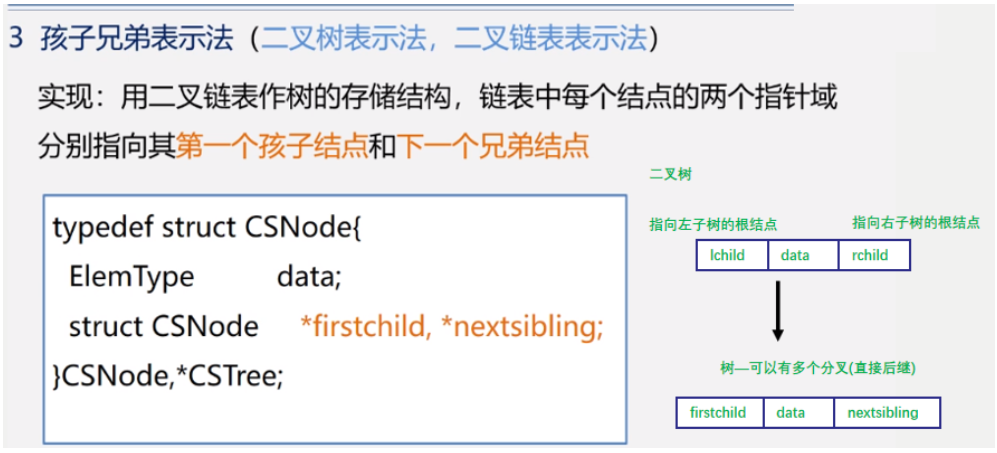 3 孩子兄弟表示法（二叉树表示法，二叉链表表示法）
实现：用二叉链表作树的存储结构，链表中每个结点的两个指针域
分别指向其第一个孩子结点和下一个兄弟结点
typedef struct CSNode{
ElemType data;
struct CSNode *firstchild, *nextsibling;
}CSNode,*CSTree;
二叉树
指向左子树的根结点 指向右子树的根结点
lchild data rchild
树—可以有多个分叉(直接后继)
firstchild data nextsibling